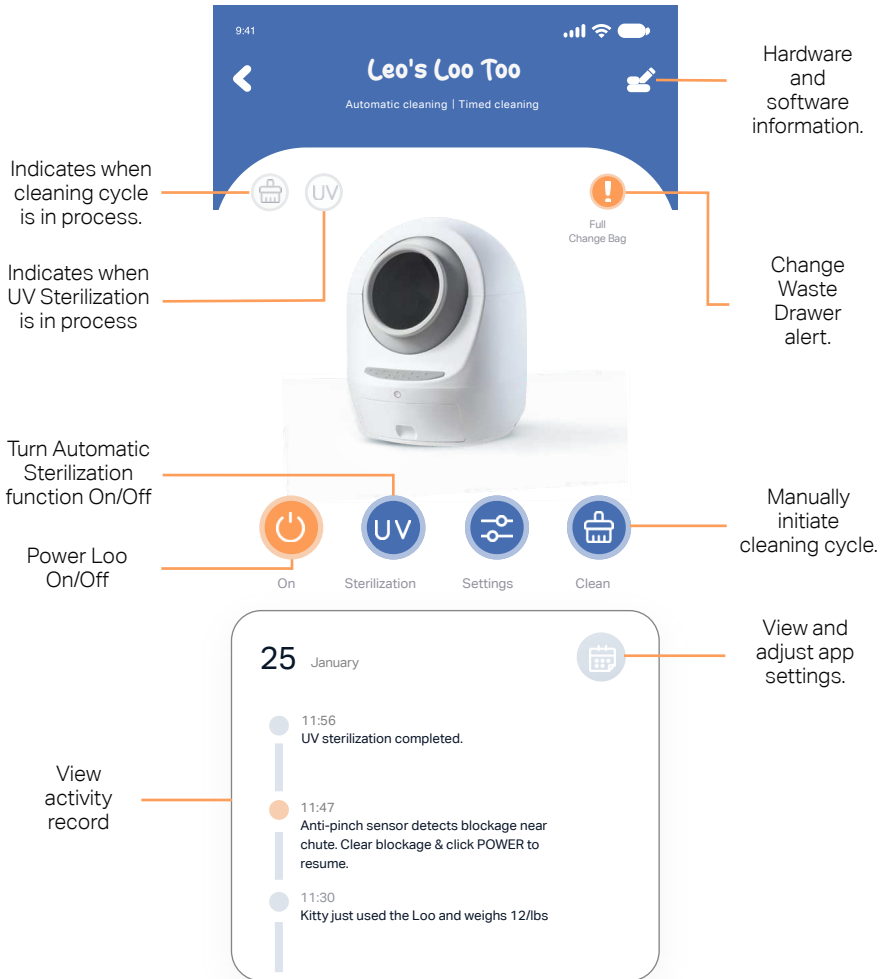 9:41
Leo's Loo Too
Automatic cleaning | Timed cleaning
Hardware
and
software
information.
Indicates when
cleaning cycle
is in process.
UV
Full
Change Bag
Indicates when
UV Sterilization
is in process
Change
Waste
Drawer
alert.
Turn Automatic
Sterilization
function On/Off
Power Loo
On/Off
UV
On
Sterilization
Settings
Clean
Manually
initiate
cleaning cycle.
View and
adjust app
settings.
25 January
11:56
UV sterilization completed.
View
activity
record
11:47
Anti-pinch sensor detects blockage near
chute. Clear blockage & click POWER to
resume.
11:30
Kitty just used the Loo and weighs 12/lbs